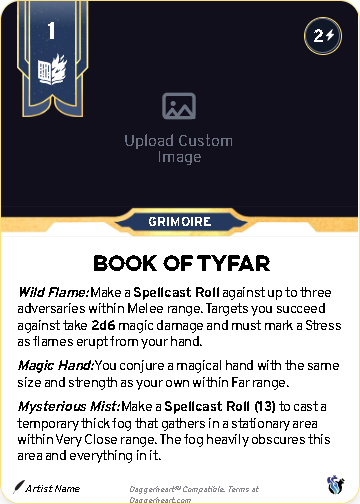 1
2
Upload Custom
Image
GRIMOIRE
BOOK OF TYFAR
Wild Flame: Make a Spellcast Roll against up to three
adversaries within Melee range. Targets you succeed
against take 2d6 magic damage and must mark a Stress
as flames erupt from your hand.
Magic Hand: You conjure a magical hand with the same
size and strength as your own within Far range.
Mysterious Mist: Make a Spellcast Roll (13) to cast a
temporary thick fog that gathers in a stationary area
within Very Close range. The fog heavily obscures this
area and everything in it.
Artist Name
Daggerheart℠ Compatible. Terms at
Daggerheart.com